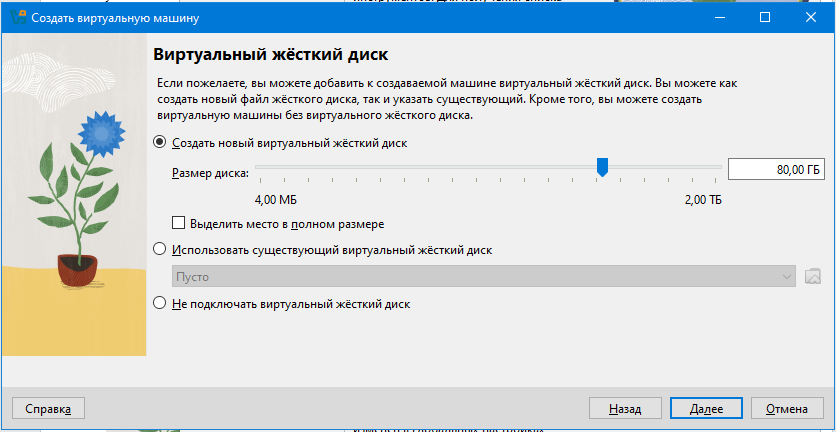 Создать виртуальную машину
Виртуальный жёсткий диск
Если пожелаете, вы можете добавить к создаваемой машине виртуальный жёсткий диск. Вы можете как
создать новый файл жёсткого диска, так и указать существующий. Кроме того, вы можете создать
виртуальную машины без виртуального жёсткого диска.
Создать новый виртуальный жёсткий диск
Размер диска:
80,00 ГБ
4,00 МБ
2,00 ТБ
Выделить место в полном размере
Использовать существующий виртуальный жёсткий диск
Пусто
Не подключать виртуальный жёсткий диск
Справка
Назад
Далее
Отмена